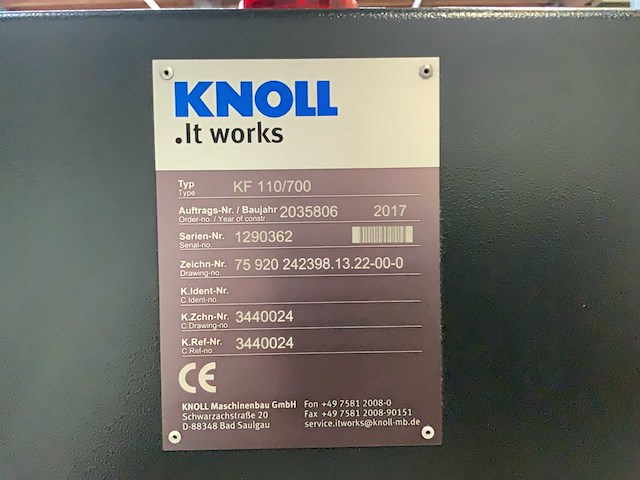 KNOLL
.It works
Typ KF 110/700
Type
Auftrags-Nr. / Baujahr 2035806 2017
Order-no. / Year of constr.
Serien-Nr. 1290362
Serial-no.
Zeichn-Nr. 75 920 242398.13.22-00-0
Drawing-no.
K.Ident-Nr.
C.Ident-no.
K.Zchn-Nr. 3440024
C.Drawing-no.
K.Ref-Nr. 3440024
C.Ref-no.
CE
KNOLL Maschinenbau GmbH Fon +49 7581 2008-0
Schwarzachstraße 20 Fax +49 7581 2008-90151
D-88348 Bad Saulgau service.itworks@knoll-mb.de